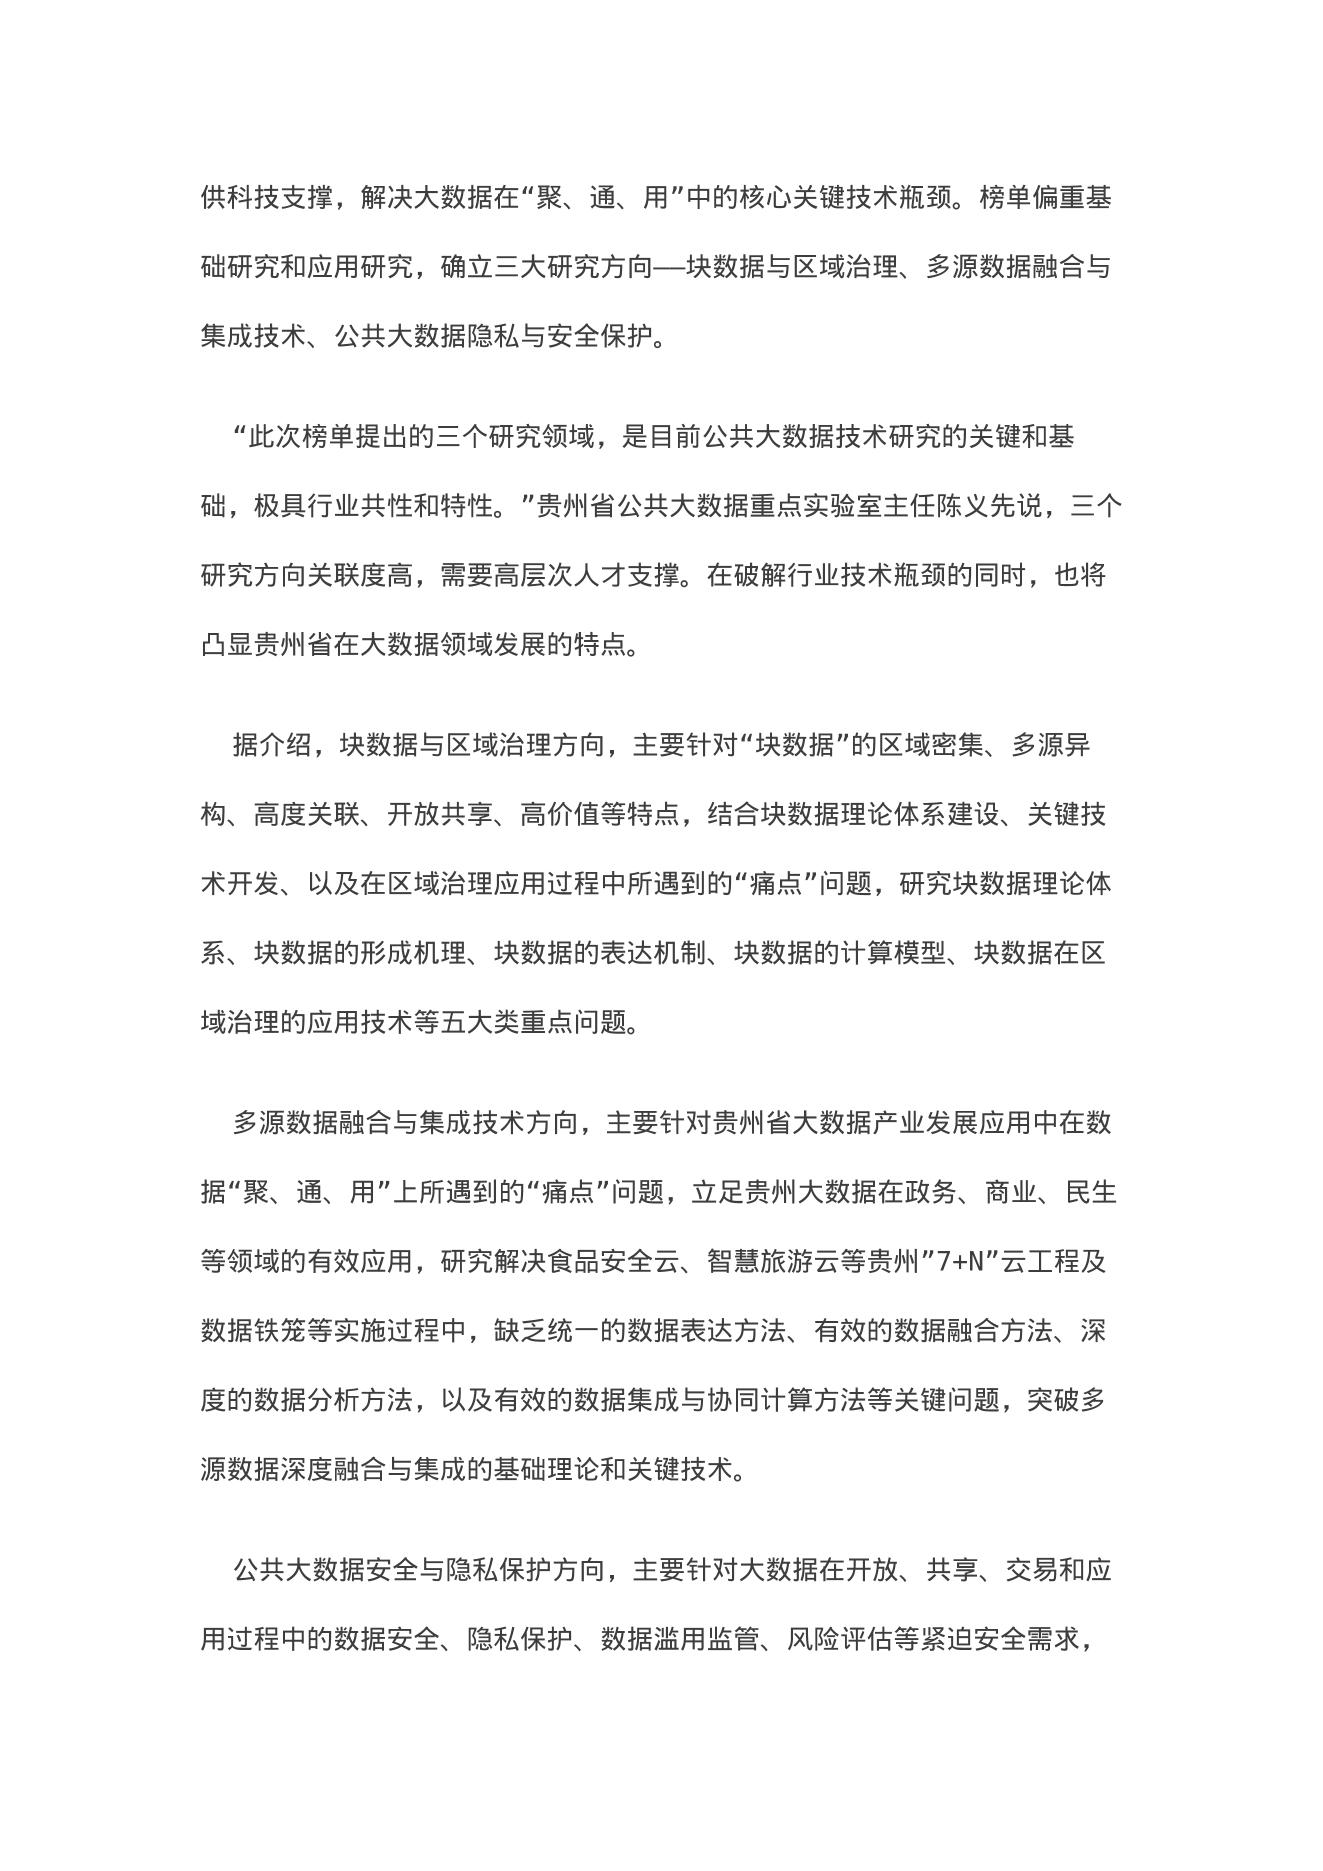 供科技支撑，解决大数据在“聚、通、用”中的核心关键技术瓶颈。榜单偏重基
础研究和应用研究，确立三大研究方向——块数据与区域治理、多源数据融合与
集成技术、公共大数据隐私与安全保护。
“此次榜单提出的三个研究领域，是目前公共大数据技术研究的关键和基
础，极具行业共性和特性。”贵州省公共大数据重点实验室主任陈义先说，三个
研究方向关联度高，需要高层次人才支撑。在破解行业技术瓶颈的同时，也将
凸显贵州省在大数据领域发展的特点。
据介绍，块数据与区域治理方向，主要针对“块数据”的区域密集、多源异
构、高度关联、开放共享、高价值等特点，结合块数据理论体系建设、关键技
术开发、以及在区域治理应用过程中所遇到的“痛点”问题，研究块数据理论体
系、块数据的形成机理、块数据的表达机制、块数据的计算模型、块数据在区
域治理的应用技术等五大类重点问题。
多源数据融合与集成技术方向，主要针对贵州省大数据产业发展应用中在数
据“聚、通、用”上所遇到的“痛点”问题，立足贵州大数据在政务、商业、民生
等领域的有效应用，研究解决食品安全云、智慧旅游云等贵州”7+N”云工程及
数据铁笼等实施过程中，缺乏统一的数据表达方法、有效的数据融合方法、深
度的数据分析方法，以及有效的数据集成与协同计算方法等关键问题，突破多
源数据深度融合与集成的基础理论和关键技术。
公共大数据安全与隐私保护方向，主要针对大数据在开放、共享、交易和应
用过程中的数据安全、隐私保护、数据滥用监管、风险评估等紧迫安全需求，